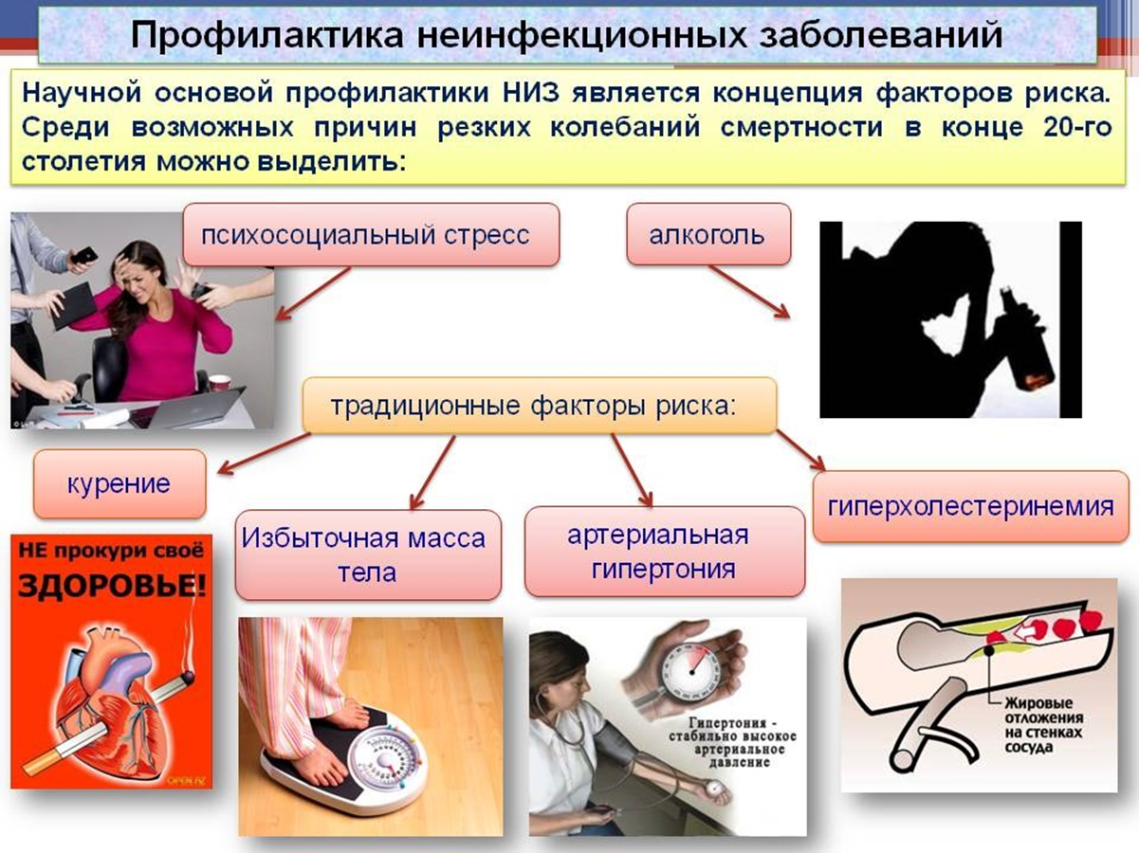 Профилактика неинфекционных заболеваний
Научной основой профилактики НИЗ является концепция факторов риска.
Среди возможных причин резких колебаний смертности в конце 20-го
столетия можно выделить:
психосоциальный стресс
алкоголь
традиционные факторы риска:
курение
Избыточная масса
тела
артериальная
гипертония
гиперхолестеринемия
НЕ прокури своё
ЗДОРОВЬЕ!
OPEN.AZ
Гипертония -
стабильно высокое
артериальное
давление
Жировые
отложения
на стенках
сосуда